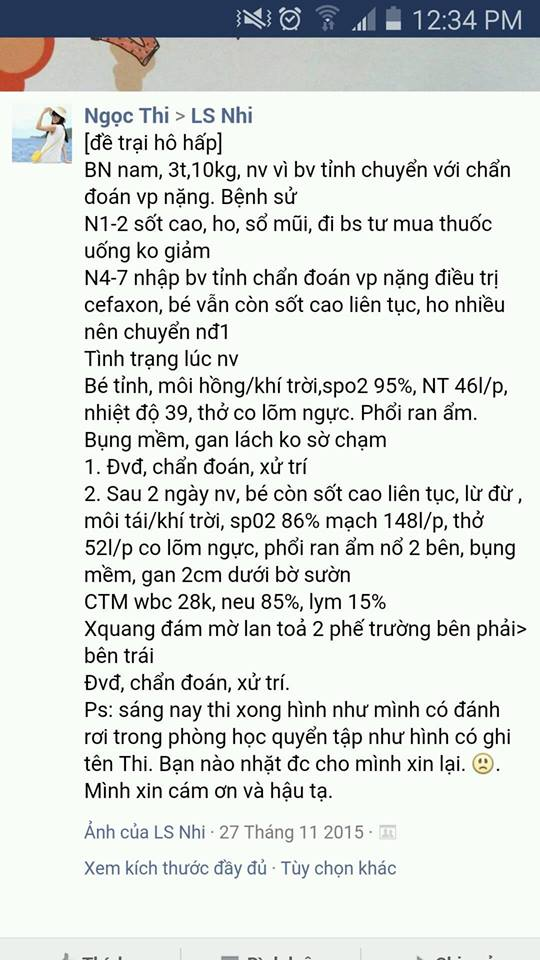 12:34 PM
Ngọc Thi > LS Nhi
[đề trại hô hấp]
BN nam, 3t,10kg, nv vì bv tỉnh chuyển với chẩn
đoán vp nặng. Bệnh sử
N1-2 sốt cao, ho, sổ mũi, đi bs tư mua thuốc
uống ko giảm
N4-7 nhập bv tỉnh chẩn đoán vp nặng điều trị
cefaxon, bé vẫn còn sốt cao liên tục, ho nhiều
nên chuyển nđ1
Tình trạng lúc nv
Bé tỉnh, môi hồng/khí trời,spo2 95%, NT 46l/p,
nhiệt độ 39, thở co lõm ngực. Phổi ran ẩm.
Bụng mềm, gan lách ko sờ chạm
1. Đvđ, chẩn đoán, xử trí
2. Sau 2 ngày nv, bé còn sốt cao liên tục, lừ đừ ,
môi tái/khí trời, sp02 86% mạch 148l/p, thở
52l/p co lõm ngực, phổi ran ẩm nổ 2 bên, bụng
mềm, gan 2cm dưới bờ sườn
CTM wbc 28k, neu 85%, lym 15%
Xquang đám mờ lan toả 2 phế trường bên phải>
bên trái
Đvđ, chẩn đoán, xử trí.
Ps: sáng nay thi xong hình như mình có đánh
rơi trong phòng học quyển tập như hình có ghi
tên Thi. Bạn nào nhặt đc cho mình xin lại. 🙁.
Mình xin cám ơn và hậu tạ.
Ảnh của LS Nhi · 27 Tháng 11 2015 ·
Xem kích thước đầy đủ · Tùy chọn khác